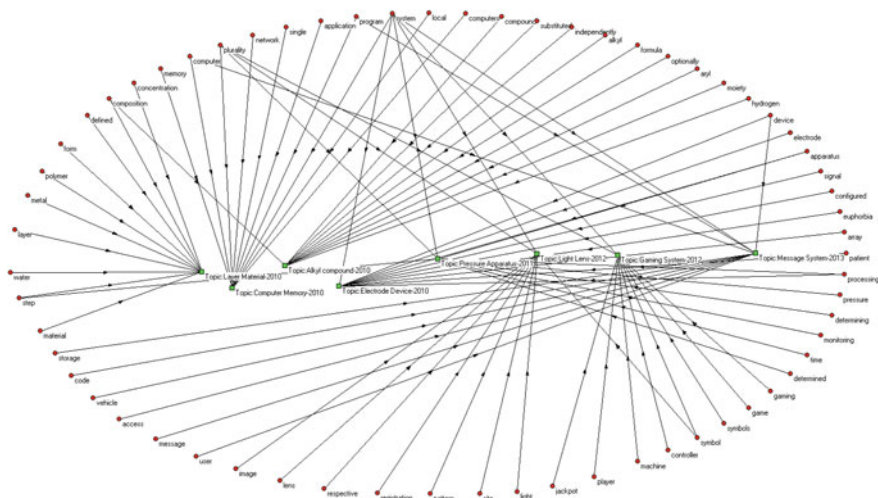 system
local
program
computers
application
compound
single
substituted
network
independently
plurality
alkyl
computer
formula
memory
optionally
concentration
aryl
composition
moiety
defined
hydrogen
device
form
electrode
polymer
apparatus
metal
signal
configured
layer
euphorbia
water
array
step
patient
processing
Topic:Layer Material-2010
Topic:Alkyl compound-2010
Topic:Computer Memory-2010
Topic:Electrode Device-2010
Topic:Pressure Apparatus-2011
Topic:Light Lens-2012
Topic:Gaming System-2012
Topic:Message System-2013
pressure
material
determining
storage
monitoring
code
time
vehicle
determined
access
gaming
message
game
user
symbols
image
symbol
lens
controller
respective
machine
player
jackpot
light